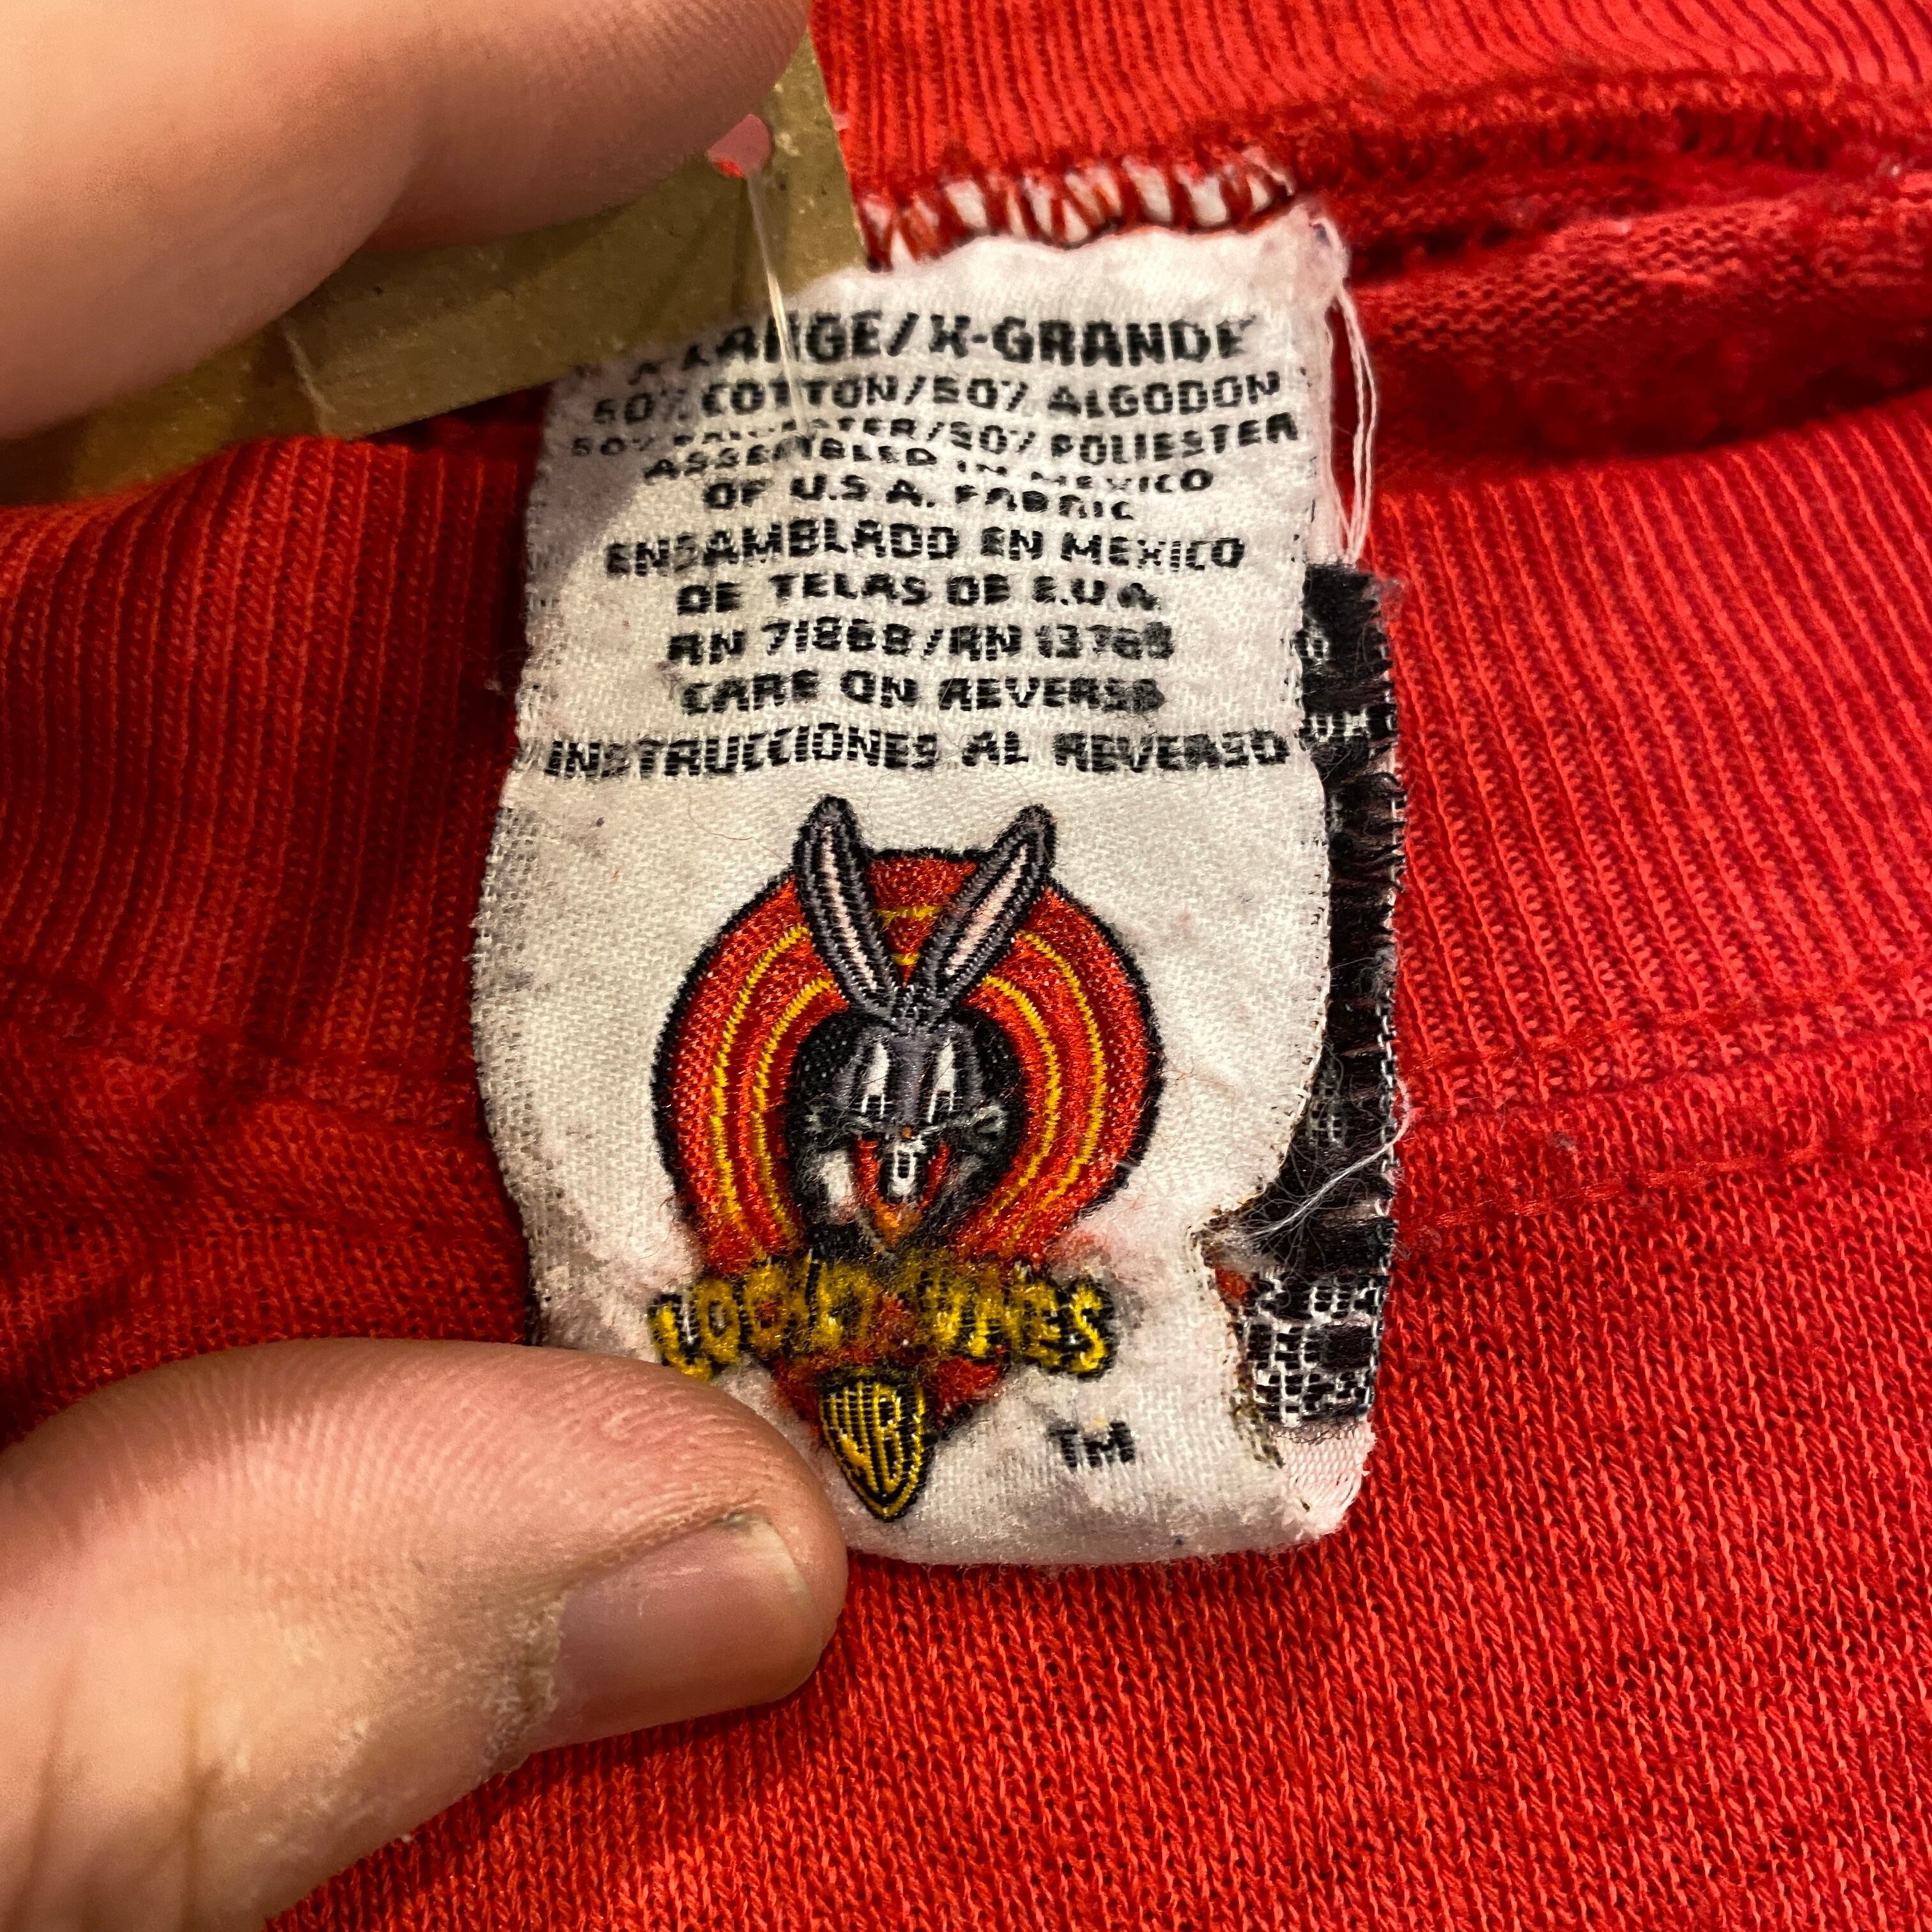 X-LARGE/X-GRANDE
50% COTTON/50% ALGODON
50% POLYESTER/50% POLIESTER
ASSEMBLED IN MEXICO
OF U.S.A. FABRIC
ENSAMBLADO EN MEXICO
DE TELAS DE E.U.A.
RN 71868/RN 13765
CARE ON REVERSE
INSTRUCCIONES AL REVERSO
LOONEY TUNES
WB
TM